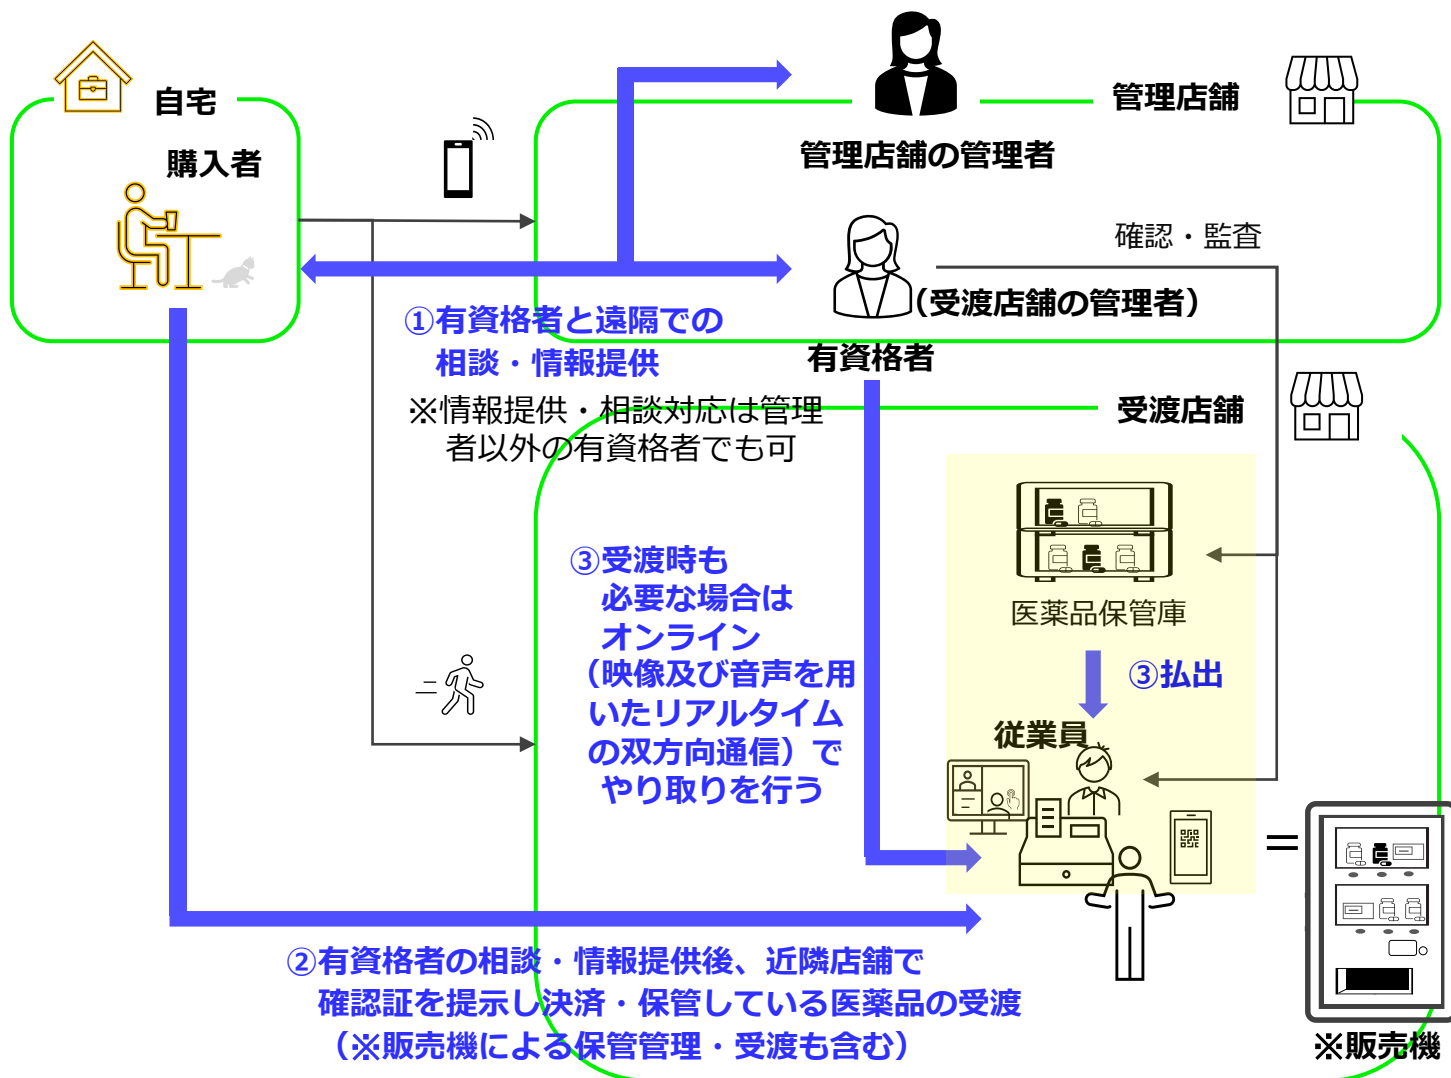 自宅
購入者
管理店舗
管理店舗の管理者
確認・監査
（受渡店舗の管理者）
有資格者
①有資格者と遠隔での
相談・情報提供
※情報提供・相談対応は管理
者以外の有資格者でも可
受渡店舗
医薬品保管庫
③払出
従業員
③受渡時も
必要な場合は
オンライン
（映像及び音声を用
いたリアルタイム
の双方向通信）で
やり取りを行う
＝
②有資格者の相談・情報提供後、近隣店舗で
確認証を提示し決済・保管している医薬品の受渡
（※販売機による保管管理・受渡も含む）
※販売機